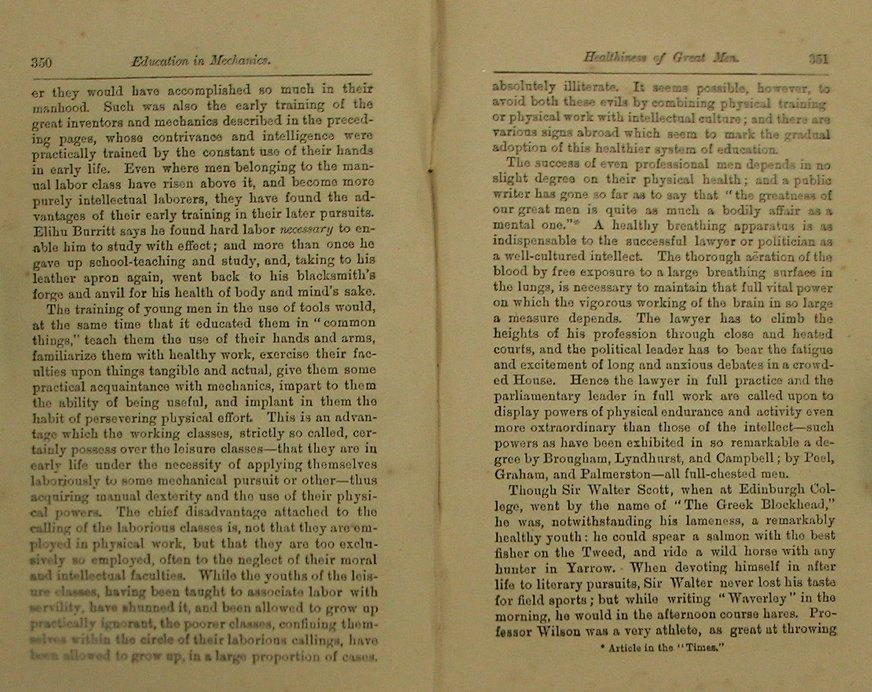 350 Education in Mechanics.
er they would have accomplished so much in their
manhood. Such was also the early training of the
great inventors and mechanics described in the preced-
ing pages, whose contrivance and intelligence were
practically trained by the constant use of their hands
in early life. Even where men belonging to the man-
ual labor class have risen above it, and become more
purely intellectual laborers, they have found the ad-
vantages of their early training in their later pursuits.
Elihu Burritt says he found hard labor necessary to en-
able him to study with effect; and more than once he
gave up school-teaching and study, and, taking to his
leather apron again, went back to his blacksmith's
forge and anvil for his health of body and mind's sake.
The training of young men in the use of tools would,
at the same time that it educated them in "common
things," teach them the use of their hands and arms,
familiarize them with healthy work, exercise their fac-
ulties upon things tangible and actual, give them some
practical acquaintance with mechanics, impart to them
the ability of being useful, and implant in them the
habit of persevering physical effort. This is an advan-
tage which the working classes, strictly so called, cer-
tainly possess over the leisure classes—that they are in
early life under the necessity of applying themselves
laboriously to some mechanical pursuit or other—thus
acquiring manual dexterity and the use of their physi-
cal powers. The chief disadvantage attached to the
calling of the laborious classes is, not that they are em-
ployed in physical work, but that they are too exclu-
sively so employed, often to the neglect of their moral
and intellectual faculties. While the youths of the leis-
ure classes, having been taught to associate labor with
servility, have shunned it, and been allowed to grow up
practically ignorant, the poorer classes, confining them-
selves within the circle of their laborious callings, have
been allowed to grow up, in a large proportion of cases.
Healthiness of Great Men. 351
absolutely illiterate. It seems possible, however, to
avoid both these evils by combining physical training
or physical work with intellectual culture; and there are
various signs abroad which seem to mark the gradual
adoption of this healthier system of education.
The success of even professional men depends in no
slight degree on their physical health; and a public
writer has gone so far as to say that "the greatness of
our great men is quite as much a bodily affair as a
mental one."* A healthy breathing apparatus is as
indispensable to the successful lawyer or politician as
a well-cultured intellect. The thorough aëration of the
blood by free exposure to a large breathing surface in
the lungs, is necessary to maintain that full vital power
on which the vigorous working of the brain in so large
a measure depends. The lawyer has to climb the
heights of his profession through close and heated
courts, and the political leader has to bear the fatigue
and excitement of long and anxious debates in a crowd-
ed House. Hence the lawyer in full practice and the
parliamentary leader in full work are called upon to
display powers of physical endurance and activity even
more extraordinary than those of the intellect—such
powers as have been exhibited in so remarkable a de-
gree by Brougham, Lyndhurst, and Campbell; by Peel,
Graham, and Palmerston—all full-chested men.
Though Sir Walter Scott, when at Edinburgh Col-
lege, went by the name of "The Greek Blockhead,"
he was, notwithstanding his lameness, a remarkably
healthy youth: he could spear a salmon with the best
fisher on the Tweed, and ride a wild horse with any
hunter in Yarrow. When devoting himself in after
life to literary pursuits, Sir Walter never lost his taste
for field sports; but while writing "Waverley" in the
morning, he would in the afternoon course hares. Pro-
fessor Wilson was a very athlete, as great at throwing
* Article in the "Times."